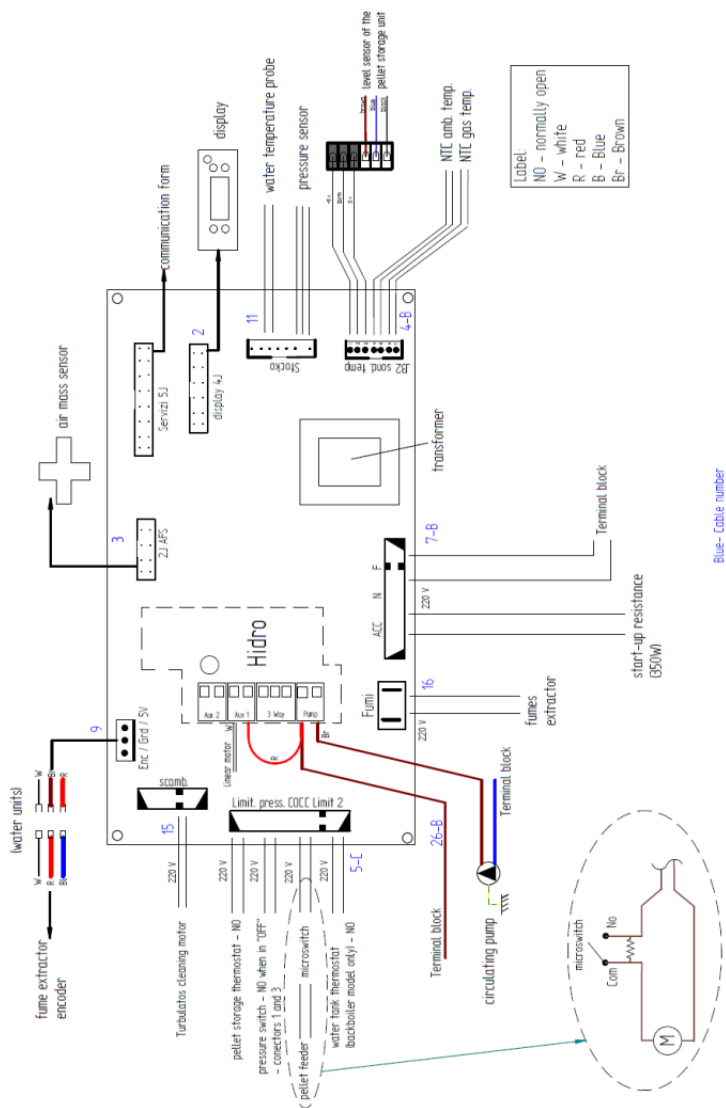 fume extractor
encoder
(water units)
W
R
Bl
W
R
9
Enc / Grd / 5V
3
2J AFS
air mass sensor
Servizi 5J
communication form
display 4J
2
display
11
Stocko
water temperature probe
pressure sensor
brown
blue
black
level sensor of the
pellet storage unit
JB2 sond. temp
4-B
NTC amb. temp.
NTC gas temp.
Label:
NO - normally open
W - white
R - red
B - Blue
Br - Brown
transformer
Hidro
Aux 2
Aux 1
3 Way
Pump
W
linear motor
Br
scamb.
15
220 V
Turbulatos cleaning motor
Limit. press. COCC Limit 2
220 V
220 V
220 V
220 V
5-C
pellet storage thermostat - NO
pressure switch - NO when in "OFF"
- conectors 1 and 3
pellet feeder
microswitch
water tank thermostat
(backboiler model only) - NO
Fumi
16
220 V
fumes
extractor
ACC
N
F
7-B
220 V
start-up resistance
(350W)
Terminal block
26-B
Terminal block
Terminal block
circulating pump
microswitch
Com
No
M
Blue- Cable number